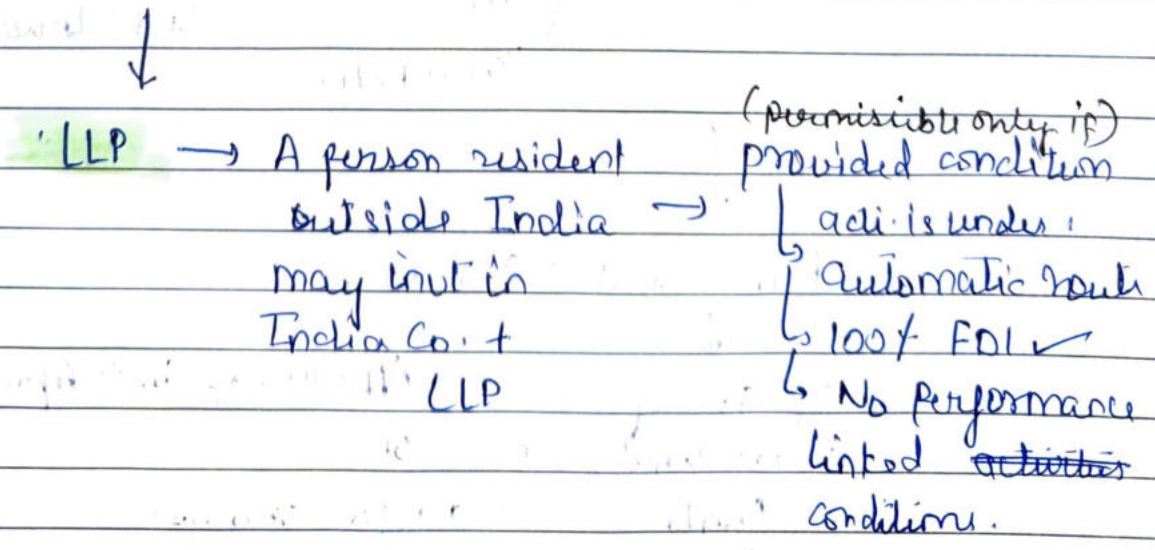 LLP → A person resident
outside India →
may invt in
India Co. +
LLP
(permissible only if)
provided condition
acti. is under
automatic route
100% FDI ✓
No performance
linked activities
conditions.